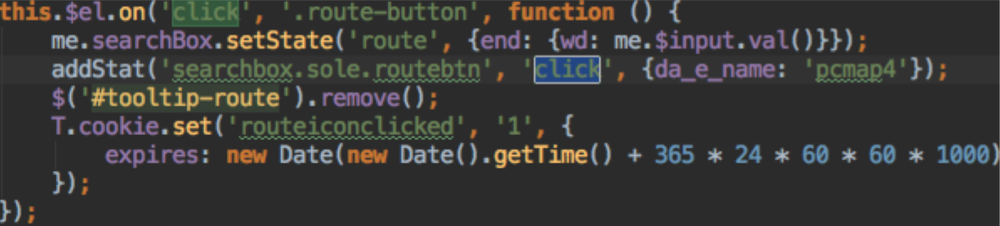 this.$el.on('click', '.route-button', function () {
me.searchBox.setState('route', {end: {wd: me.$input.val()}});
addStat('searchbox.sole.routebtn', 'click', {da_e_name: 'pcmap4'});
$('#tooltip-route').remove();
T.cookie.set('routeiconclicked', '1', {
expires: new Date(new Date().getTime() + 365 * 24 * 60 * 60 * 1000)
});
});